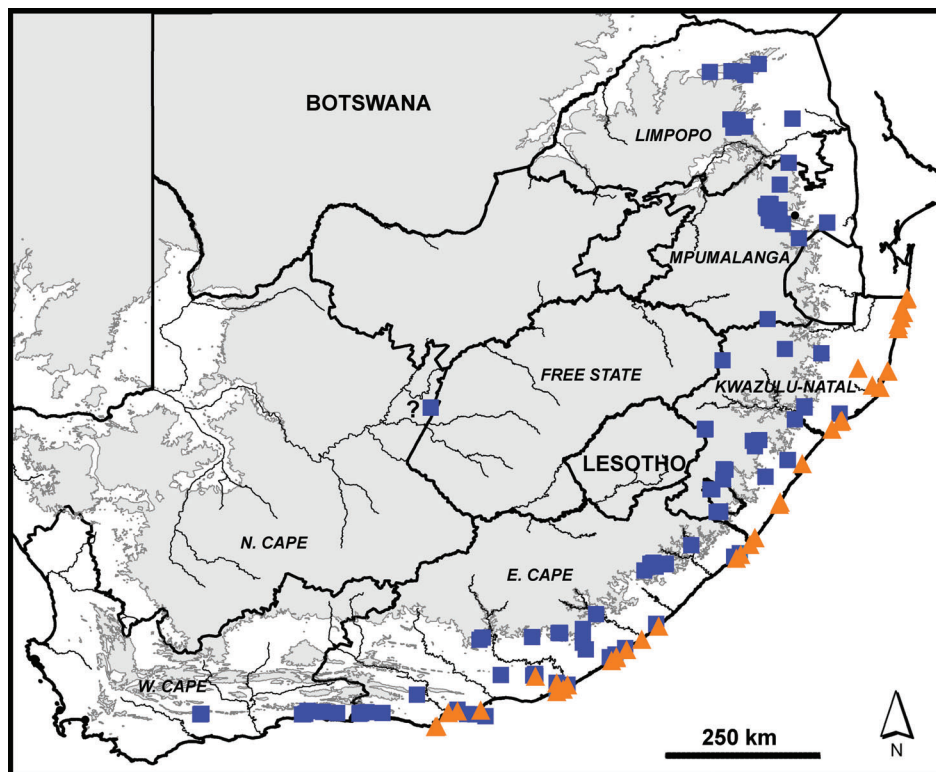 BOTSWANA
LIMPOPO
MPUMALANGA
FREE STATE
KWAZULU-NATAL
?
LESOTHO
N. CAPE
E. CAPE
W. CAPE
250 km
N